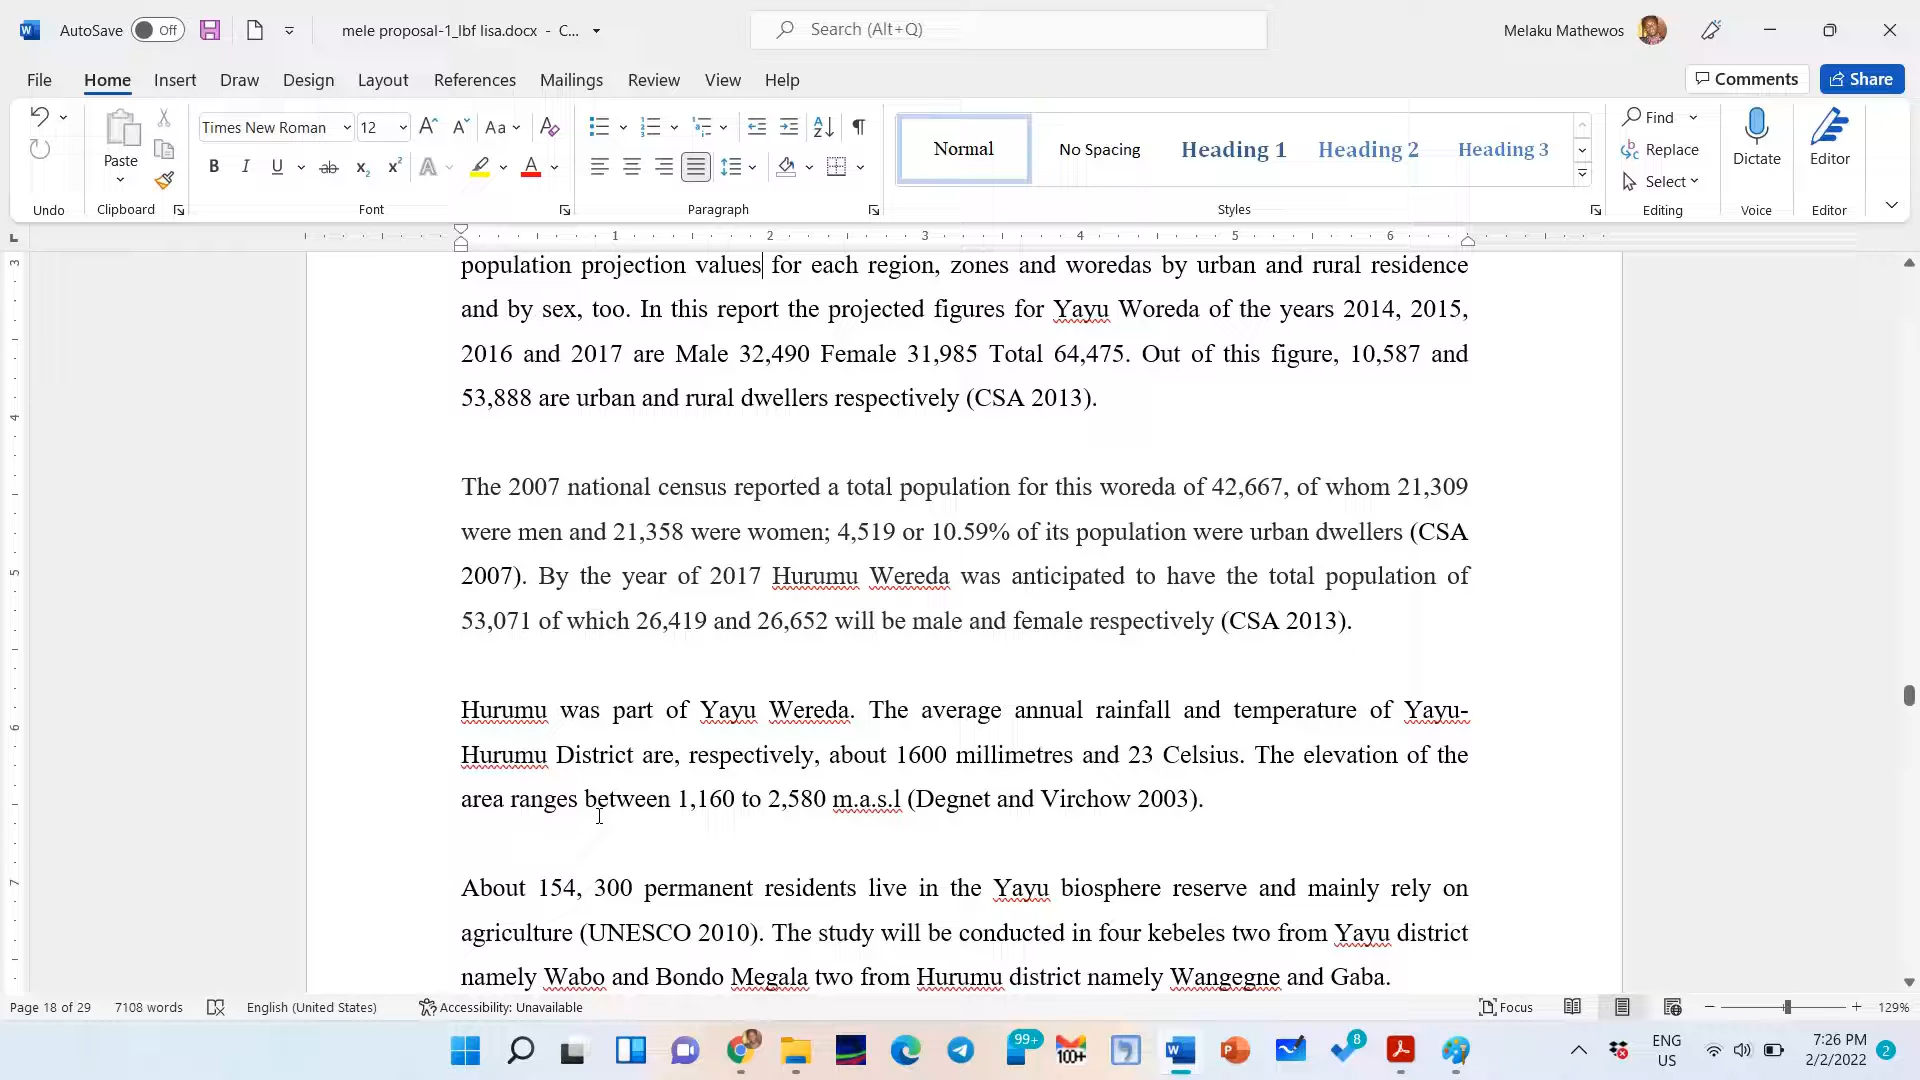 AutoSave Off mele proposal-1_lbf lisa.docx - C... Search (Alt+Q) Melaku Mathewos
File Home Insert Draw Design Layout References Mailings Review View Help Comments Share
Times New Roman 12 Aa Find
Paste Normal No Spacing Heading 1 Heading 2 Heading 3 Replace Dictate Editor
B I U ab x₂ x² A A Select
Undo Clipboard Font Paragraph Styles Editing Voice Editor
1 2 3 4 5 6
population projection values for each region, zones and woredas by urban and rural residence
and by sex, too. In this report the projected figures for Yayu Woreda of the years 2014, 2015,
2016 and 2017 are Male 32,490 Female 31,985 Total 64,475. Out of this figure, 10,587 and
53,888 are urban and rural dwellers respectively (CSA 2013).
The 2007 national census reported a total population for this woreda of 42,667, of whom 21,309
were men and 21,358 were women; 4,519 or 10.59% of its population were urban dwellers (CSA
2007). By the year of 2017 Hurumu Wereda was anticipated to have the total population of
53,071 of which 26,419 and 26,652 will be male and female respectively (CSA 2013).
Hurumu was part of Yayu Wereda. The average annual rainfall and temperature of Yayu-
Hurumu District are, respectively, about 1600 millimetres and 23 Celsius. The elevation of the
area ranges between 1,160 to 2,580 m.a.s.l (Degnet and Virchow 2003).
About 154, 300 permanent residents live in the Yayu biosphere reserve and mainly rely on
agriculture (UNESCO 2010). The study will be conducted in four kebeles two from Yayu district
namely Wabo and Bondo Megala two from Hurumu district namely Wangegne and Gaba.
Page 18 of 29 7108 words English (United States) Accessibility: Unavailable Focus 129%
99+ 100+ 8 ENG 7:26 PM
US 2/2/2022 2